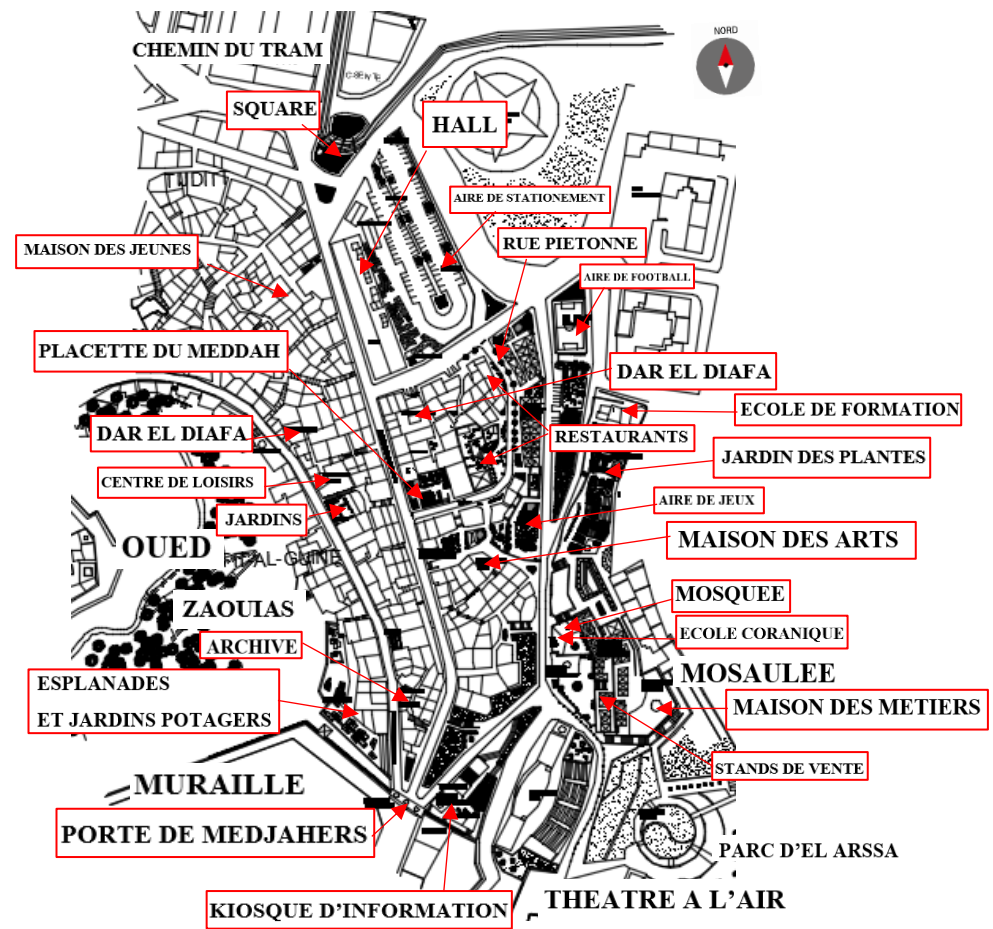 NORD
CHEMIN DU TRAM
SQUARE
HALL
AIRE DE STATIONEMENT
RUE PIETONNE
MAISON DES JEUNES
AIRE DE FOOTBALL
PLACETTE DU MEDDAH
DAR EL DIAFA
ECOLE DE FORMATION
DAR EL DIAFA
RESTAURANTS
JARDIN DES PLANTES
CENTRE DE LOISIRS
AIRE DE JEUX
JARDINS
MAISON DES ARTS
OUED
AL-GUINE
MOSQUEE
ZAOUIAS
ECOLE CORANIQUE
ARCHIVE
MOSAULEE
ESPLANADES
ET JARDINS POTAGERS
MAISON DES METIERS
STANDS DE VENTE
MURAILLE
PORTE DE MEDJAHERS
PARC D'EL ARSSA
THEATRE A L'AIR
KIOSQUE D'INFORMATION